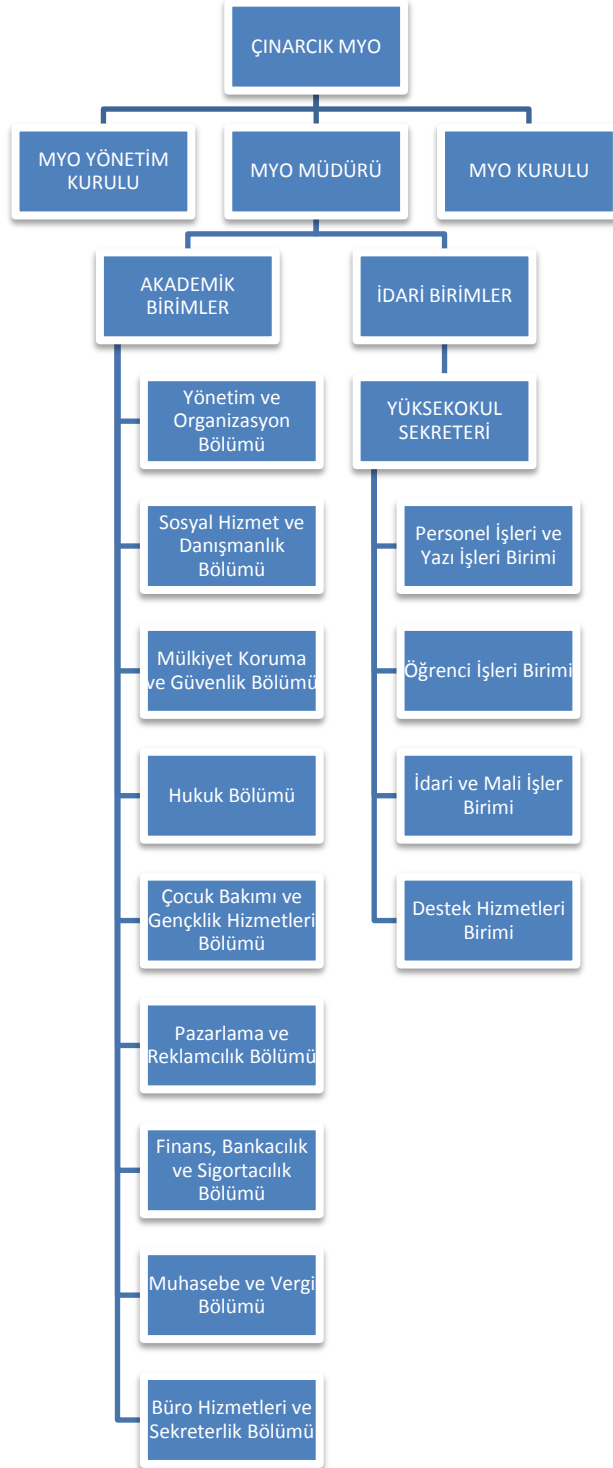 ÇINARCIK MYO
MYO YÖNETİM
KURULU
MYO MÜDÜRÜ
MYO KURULU
AKADEMİK
BİRİMLER
İDARİ BİRİMLER
Yönetim ve
Organizasyon
Bölümü
Sosyal Hizmet ve
Danışmanlık
Bölümü
Mülkiyet Koruma
ve Güvenlik Bölümü
Hukuk Bölümü
Çocuk Bakımı ve
Gençklik Hizmetleri
Bölümü
Pazarlama ve
Reklamcılık Bölümü
Finans, Bankacılık
ve Sigortacılık
Bölümü
Muhasebe ve Vergi
Bölümü
Büro Hizmetleri ve
Sekreterlik Bölümü
YÜKSEKOKUL
SEKRETERİ
Personel İşleri ve
Yazı İşleri Birimi
Öğrenci İşleri Birimi
İdari ve Mali İşler
Birimi
Destek Hizmetleri
Birimi